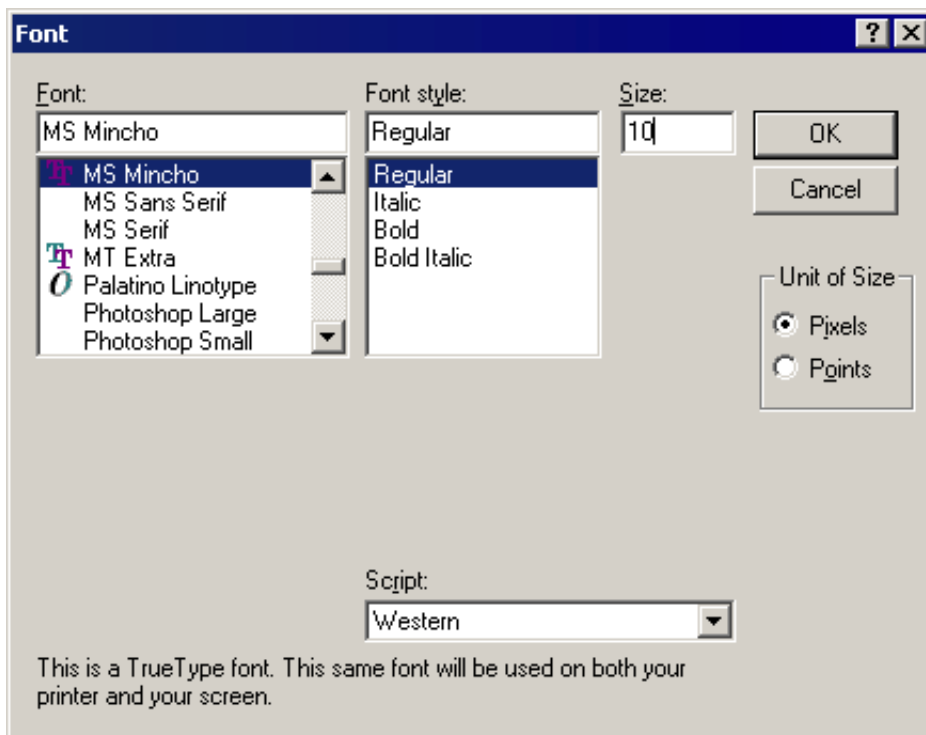 Font
Font:
MS Mincho
MS Mincho
MS Sans Serif
MS Serif
MT Extra
Palatino Linotype
Photoshop Large
Photoshop Small
Font style:
Regular
Regular
Italic
Bold
Bold Italic
Size:
10
OK
Cancel
Unit of Size
Pixels
Points
Script:
Western
This is a TrueType font. This same font will be used on both your
printer and your screen.